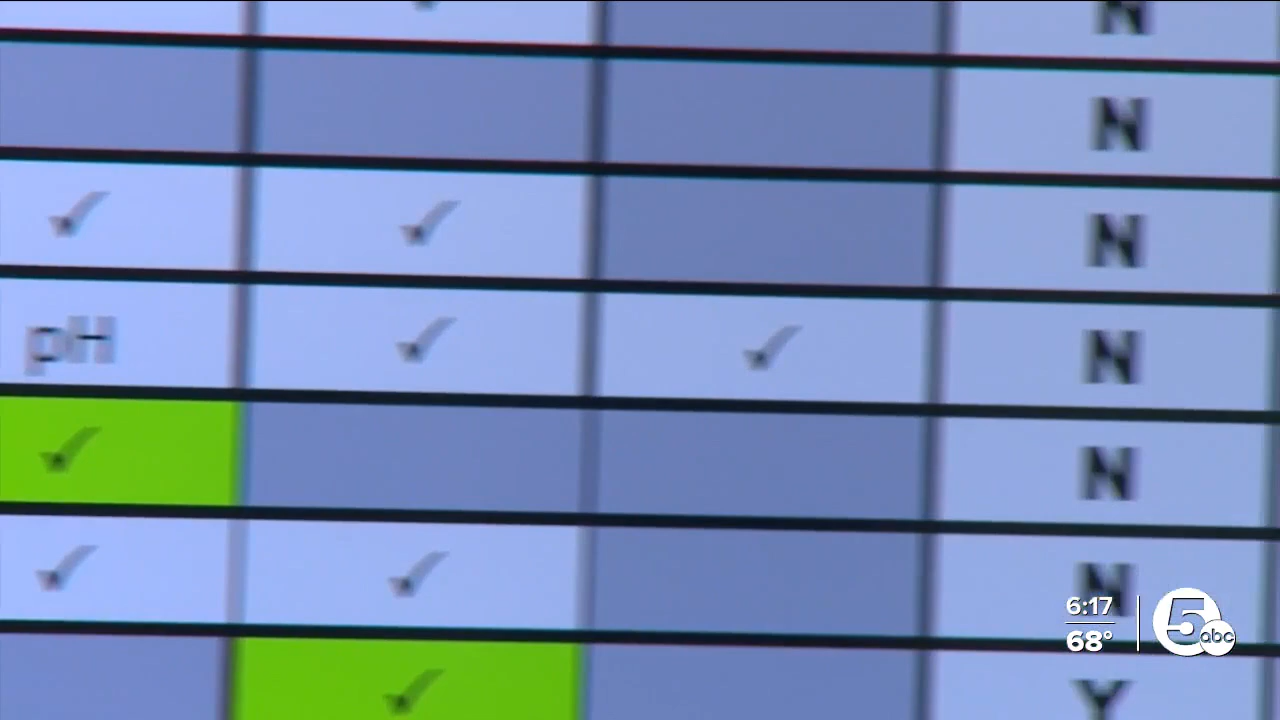 ✓ N
N
✓ ✓ N
pH ✓ ✓ N
✓ N
✓ ✓ N
✓ Y
6:17
68°
5 abc